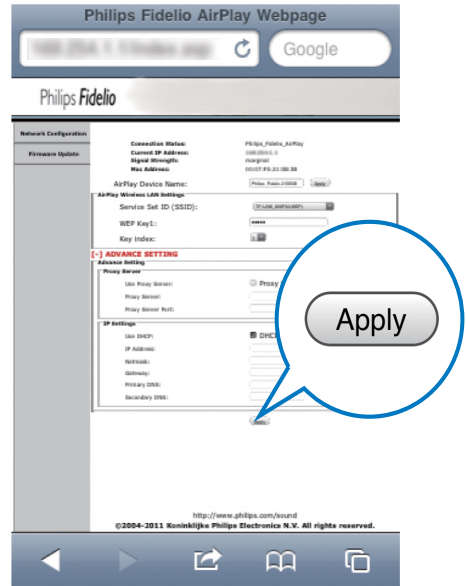 Philips Fidelio AirPlay Webpage
Google
Philips Fidelio
Network Configuration
Firmware Update
Connection Status: Philips_Fidelio_AirPlay
Current IP Address:
Signal Strength: marginal
Mac Address:
AirPlay Device Name: Apply
AirPlay Wireless LAN Settings
Service Set ID (SSID):
WEP Key1: *****
Key Index:
[-] ADVANCE SETTING
Advance Setting
Proxy Server
Use Proxy Server: Proxy
Proxy Server:
Proxy Server Port:
IP Settings
Use DHCP: DHCP
IP Address:
Netmask:
Gateway:
Primary DNS:
Secondary DNS:
Apply
Apply
http://www.philips.com/sound
©2004-2011 Koninklijke Philips Electronics N.V. All rights reserved.